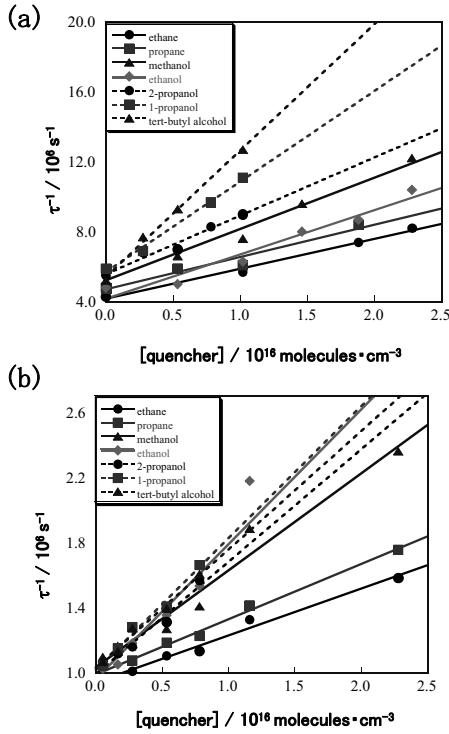 (a)
20.0
16.0
12.0
8.0
4.0
τ⁻¹ / 10⁶ s⁻¹
ethane
propane
methanol
ethanol
2-propanol
1-propanol
tert-butyl alcohol
0.0
0.5
1.0
1.5
2.0
2.5
[quencher] / 10¹⁶ molecules·cm⁻³
(b)
2.6
2.2
1.8
1.4
1.0
τ⁻¹ / 10⁶ s⁻¹
ethane
propane
methanol
ethanol
2-propanol
1-propanol
tert-butyl alcohol
0.0
0.5
1.0
1.5
2.0
2.5
[quencher] / 10¹⁶ molecules·cm⁻³